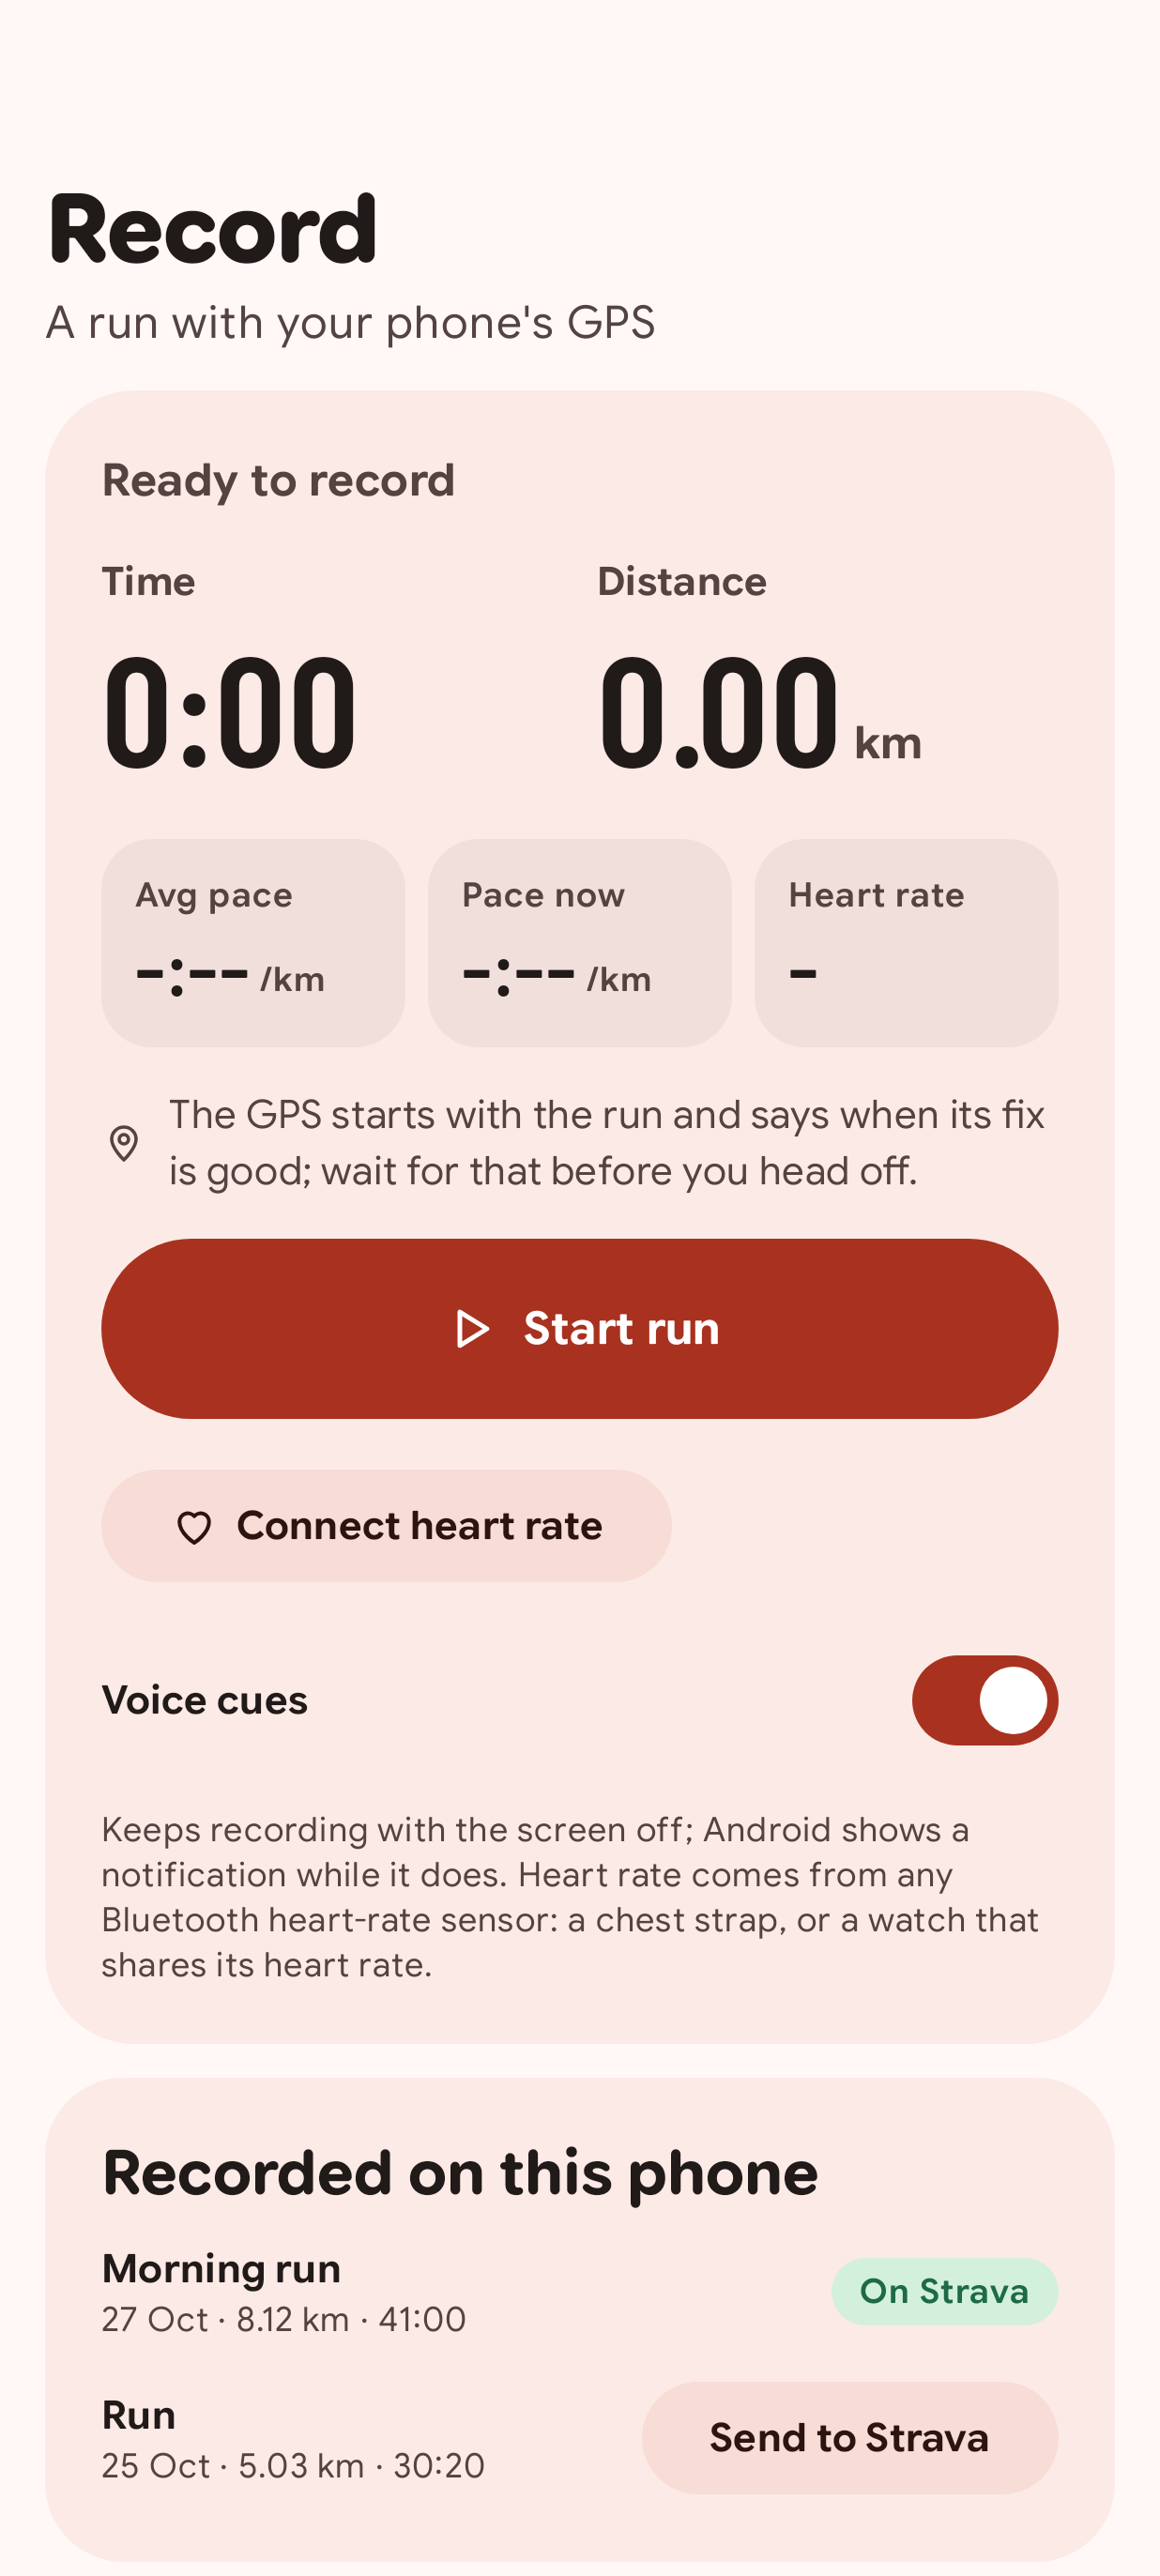 Record
A run with your phone's GPS
Ready to record
Time
Distance
0:00
0.00 km
Avg pace
Pace now
Heart rate
-:-- /km
-:-- /km
-
The GPS starts with the run and says when its fix
is good; wait for that before you head off.
Start run
Connect heart rate
Voice cues
Keeps recording with the screen off; Android shows a
notification while it does. Heart rate comes from any
Bluetooth heart-rate sensor: a chest strap, or a watch that
shares its heart rate.
Recorded on this phone
Morning run
27 Oct · 8.12 km · 41:00
On Strava
Run
25 Oct · 5.03 km · 30:20
Send to Strava